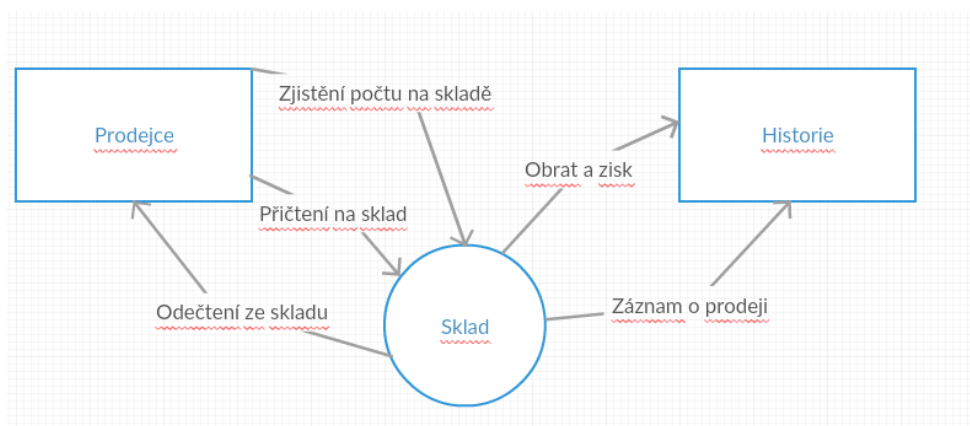 Zjistění počtu na skladě
Prodejce
Historie
Obrat a zisk
Přičtení na sklad
Odečtení ze skladu
Záznam o prodeji
Sklad